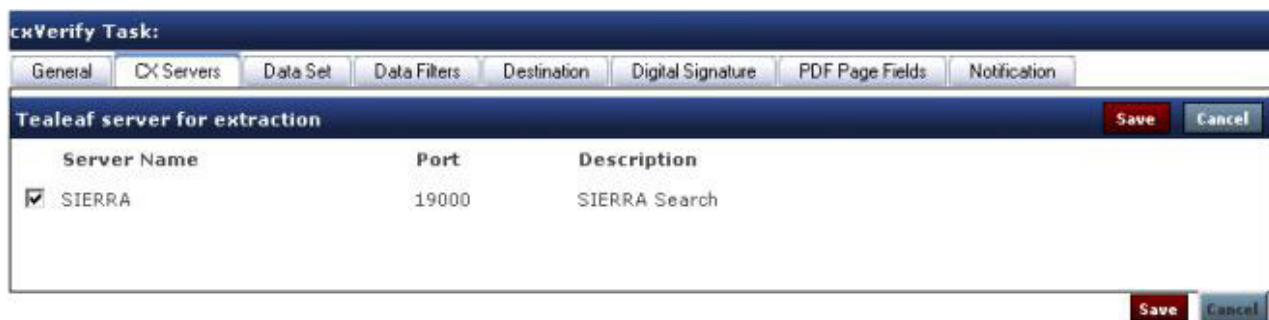 cxVerify Task:
General CX Servers Data Set Data Filters Destination Digital Signature PDF Page Fields Notification
Tealeaf server for extraction Save Cancel
Server Name Port Description
SIERRA 19000 SIERRA Search
Save Cancel